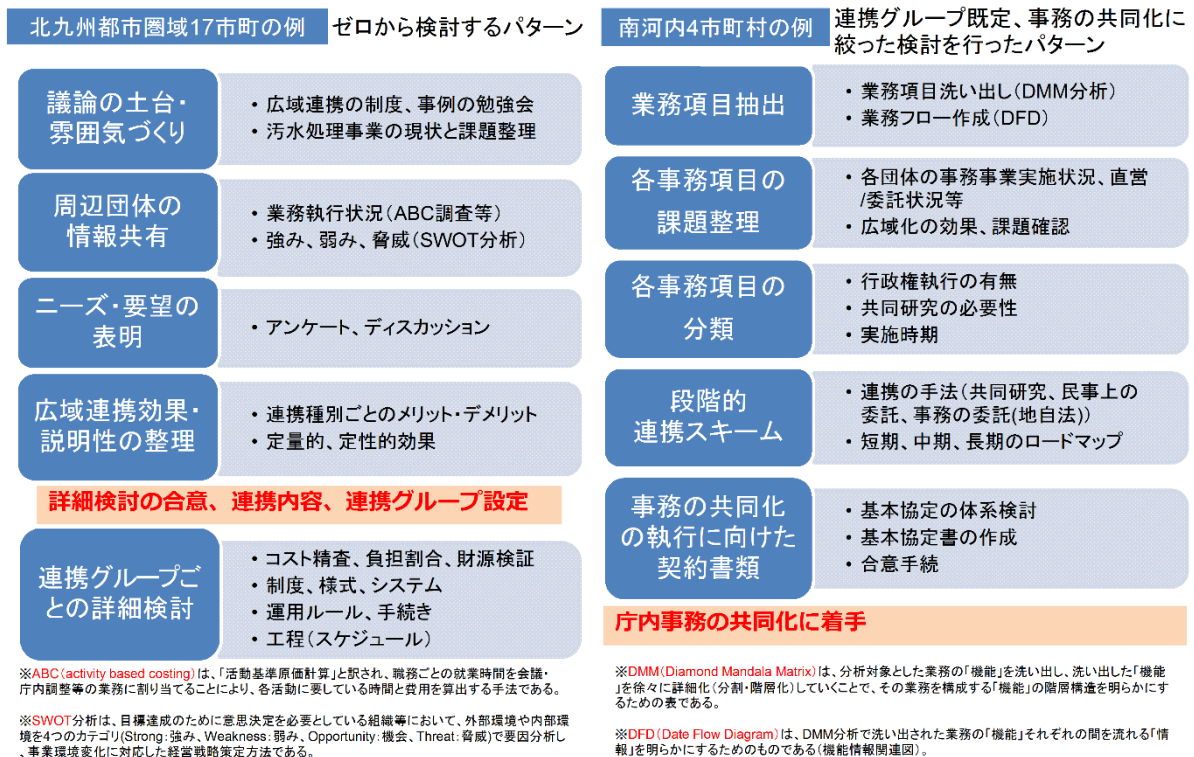 北九州都市圏域17市町の例
ゼロから検討するパターン
議論の土台・
雰囲気づくり
・広域連携の制度、事例の勉強会
・汚水処理事業の現状と課題整理
周辺団体の
情報共有
・業務執行状況（ABC調査等）
・強み、弱み、脅威（SWOT分析）
ニーズ・要望の
表明
・アンケート、ディスカッション
広域連携効果・
説明性の整理
・連携種別ごとのメリット・デメリット
・定量的、定性的効果
詳細検討の合意、連携内容、連携グループ設定
連携グループご
との詳細検討
・コスト精査、負担割合、財源検証
・制度、様式、システム
・運用ルール、手続き
・工程（スケジュール）
※ABC（activity based costing）は、「活動基準原価計算」と訳され、職務ごとの就業時間を会議・
庁内調整等の業務に割り当てることにより、各活動に要している時間と費用を算出する手法である。
※SWOT分析は、目標達成のために意思決定を必要としている組織等において、外部環境や内部環
境を4つのカテゴリ(Strong：強み、Weakness：弱み、Opportunity：機会、Threat：脅威)で要因分析し
、事業環境変化に対応した経営戦略策定方法である。
南河内4市町村の例
連携グループ既定、事務の共同化に
絞った検討を行ったパターン
業務項目抽出
・業務項目洗い出し（DMM分析）
・業務フロー作成（DFD）
各事務項目の
課題整理
・各団体の事務事業実施状況、直営
/委託状況等
・広域化の効果、課題確認
各事務項目の
分類
・行政権執行の有無
・共同研究の必要性
・実施時期
段階的
連携スキーム
・連携の手法（共同研究、民事上の
委託、事務の委託(地自法)）
・短期、中期、長期のロードマップ
事務の共同化
の執行に向けた
契約書類
・基本協定の体系検討
・基本協定書の作成
・合意手続
庁内事務の共同化に着手
※DMM（Diamond Mandala Matrix）は、分析対象とした業務の「機能」を洗い出し、洗い出した「機能
」を徐々に詳細化（分割・階層化）していくことで、その業務を構成する「機能」の階層構造を明らかにす
るための表である。
※DFD（Date Flow Diagram）は、DMM分析で洗い出された業務の「機能」それぞれの間を流れる「情
報」を明らかにするためのものである（機能情報関連図）。